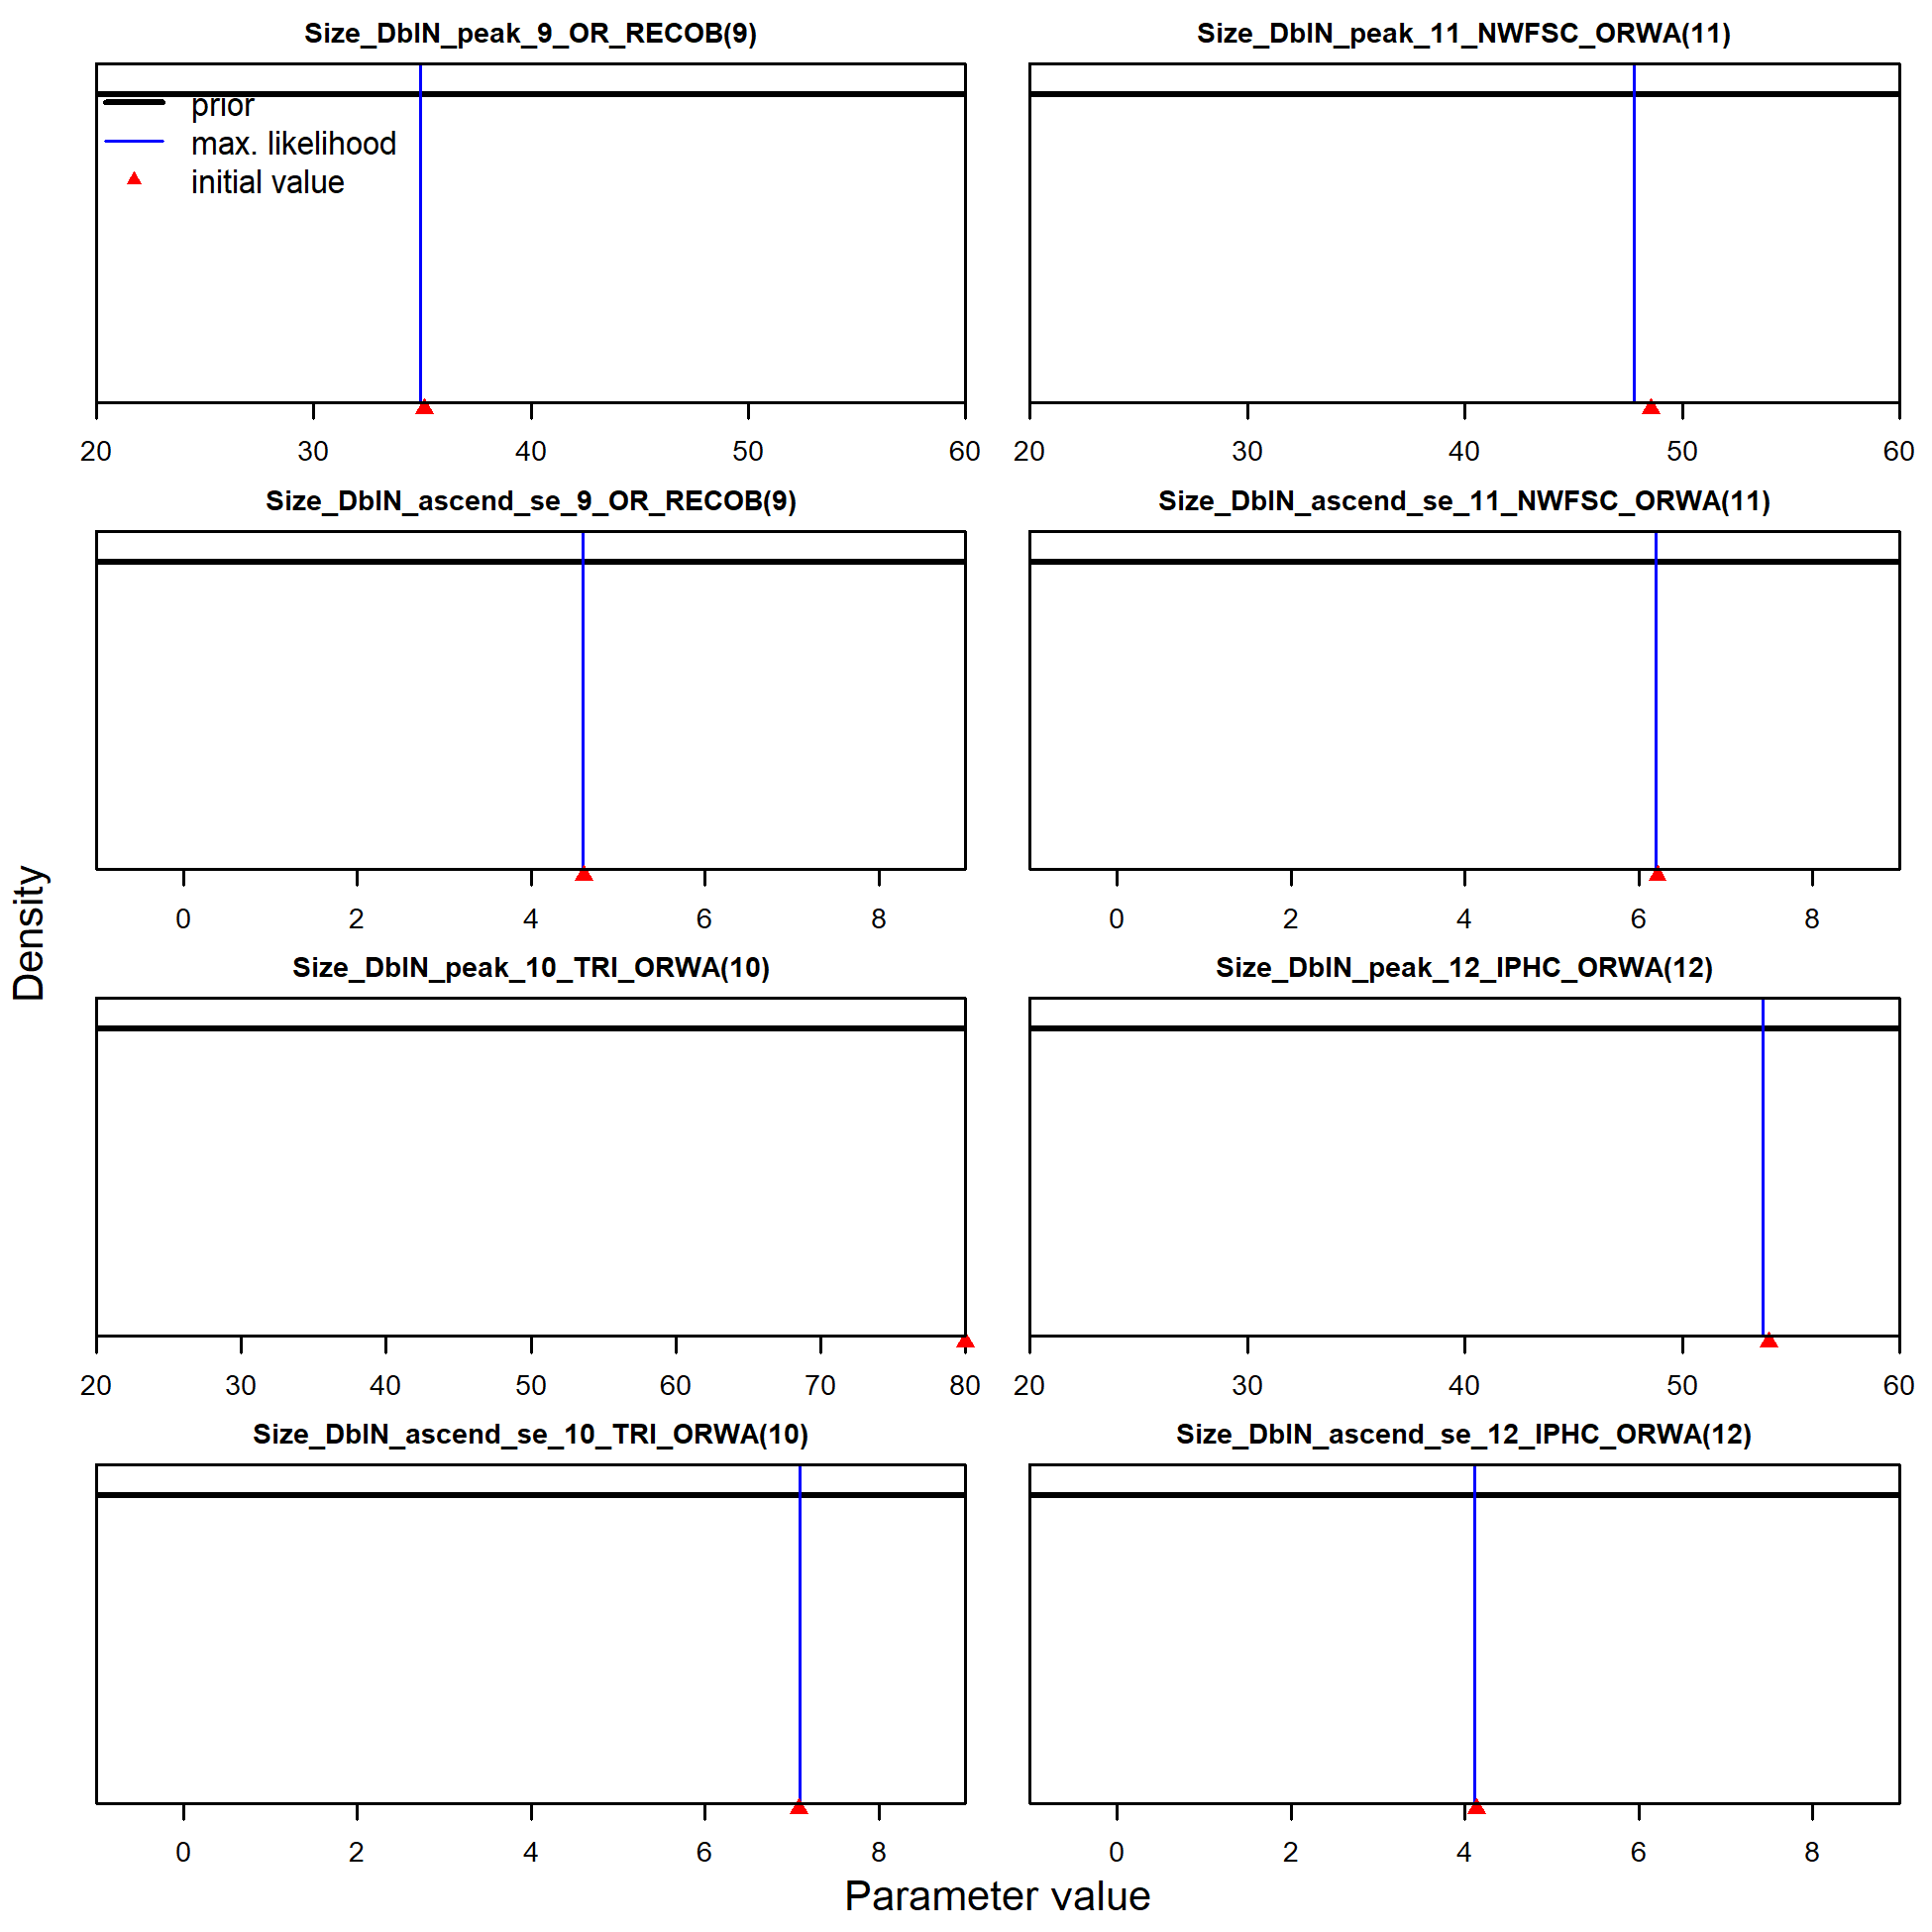 Size_DblN_peak_9_OR_RECOB(9)
prior
max. likelihood
initial value
20 30 40 50 60
Size_DblN_peak_11_NWFSC_ORWA(11)
20 30 40 50 60
Size_DblN_ascend_se_9_OR_RECOB(9)
0 2 4 6 8
Size_DblN_ascend_se_11_NWFSC_ORWA(11)
0 2 4 6 8
Size_DblN_peak_10_TRI_ORWA(10)
20 30 40 50 60 70 80
Size_DblN_peak_12_IPHC_ORWA(12)
20 30 40 50 60
Size_DblN_ascend_se_10_TRI_ORWA(10)
0 2 4 6 8
Size_DblN_ascend_se_12_IPHC_ORWA(12)
0 2 4 6 8
Density
Parameter value